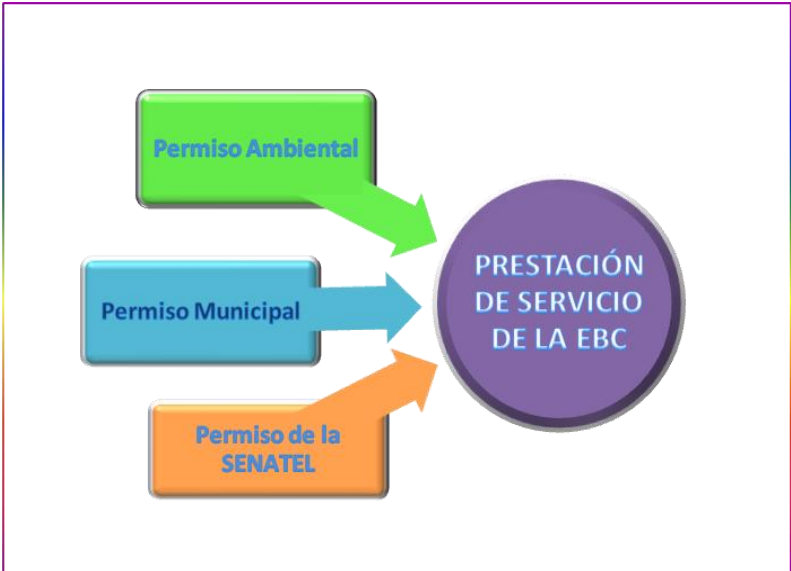 Permiso Ambiental
Permiso Municipal
Permiso de la
SENATEL
PRESTACIÓN
DE SERVICIO
DE LA EBC